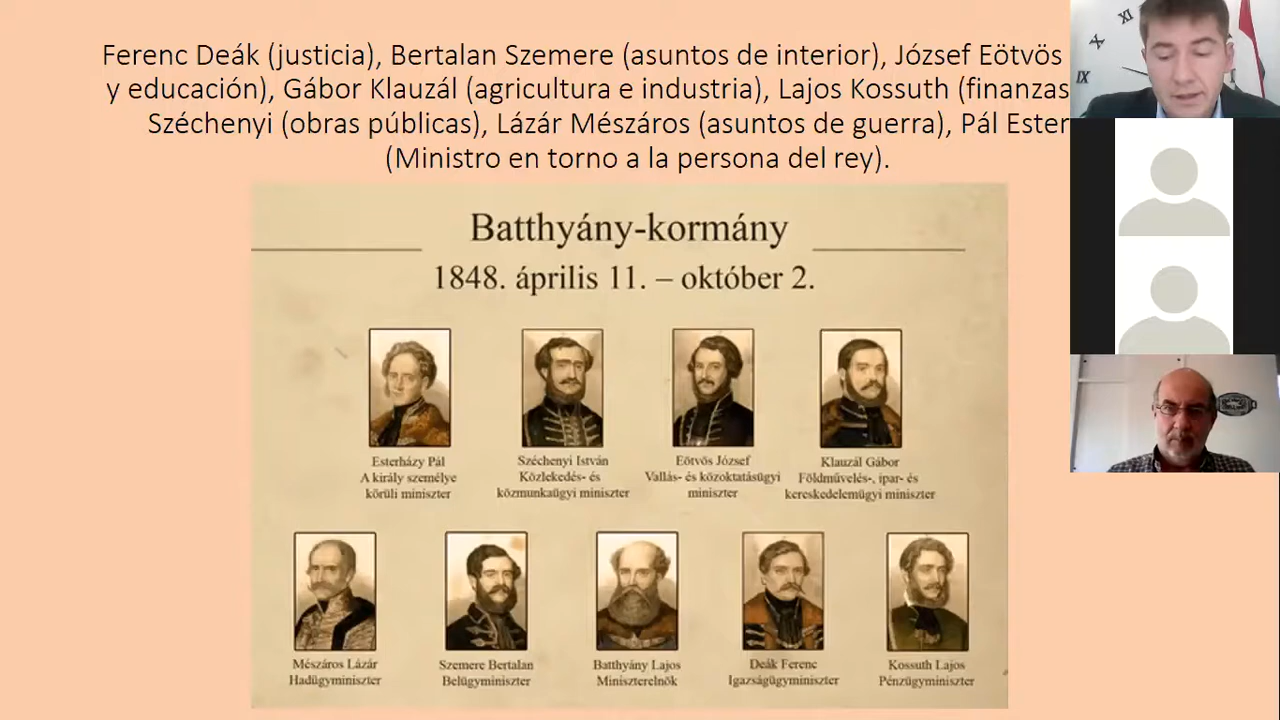 Ferenc Deák (justicia), Bertalan Szemere (asuntos de interior), József Eötvös
y educación), Gábor Klauzál (agricultura e industria), Lajos Kossuth (finanzas
Széchenyi (obras públicas), Lázár Mészáros (asuntos de guerra), Pál Ester
(Ministro en torno a la persona del rey).
Batthyány-kormány
1848. április 11. – október 2.
Esterházy Pál
A király személye
körüli miniszter
Széchenyi István
Közlekedés- és
közmunkaügyi miniszter
Eötvös József
Vallás- és közoktatásügyi
miniszter
Klauzál Gábor
Földművelés-, ipar- és
kereskedelemügyi miniszter
Mészáros Lázár
Hadügyminiszter
Szemere Bertalan
Belügyminiszter
Batthyány Lajos
Miniszterelnök
Deák Ferenc
Igazságügyminiszter
Kossuth Lajos
Pénzügyminiszter
XI
IX